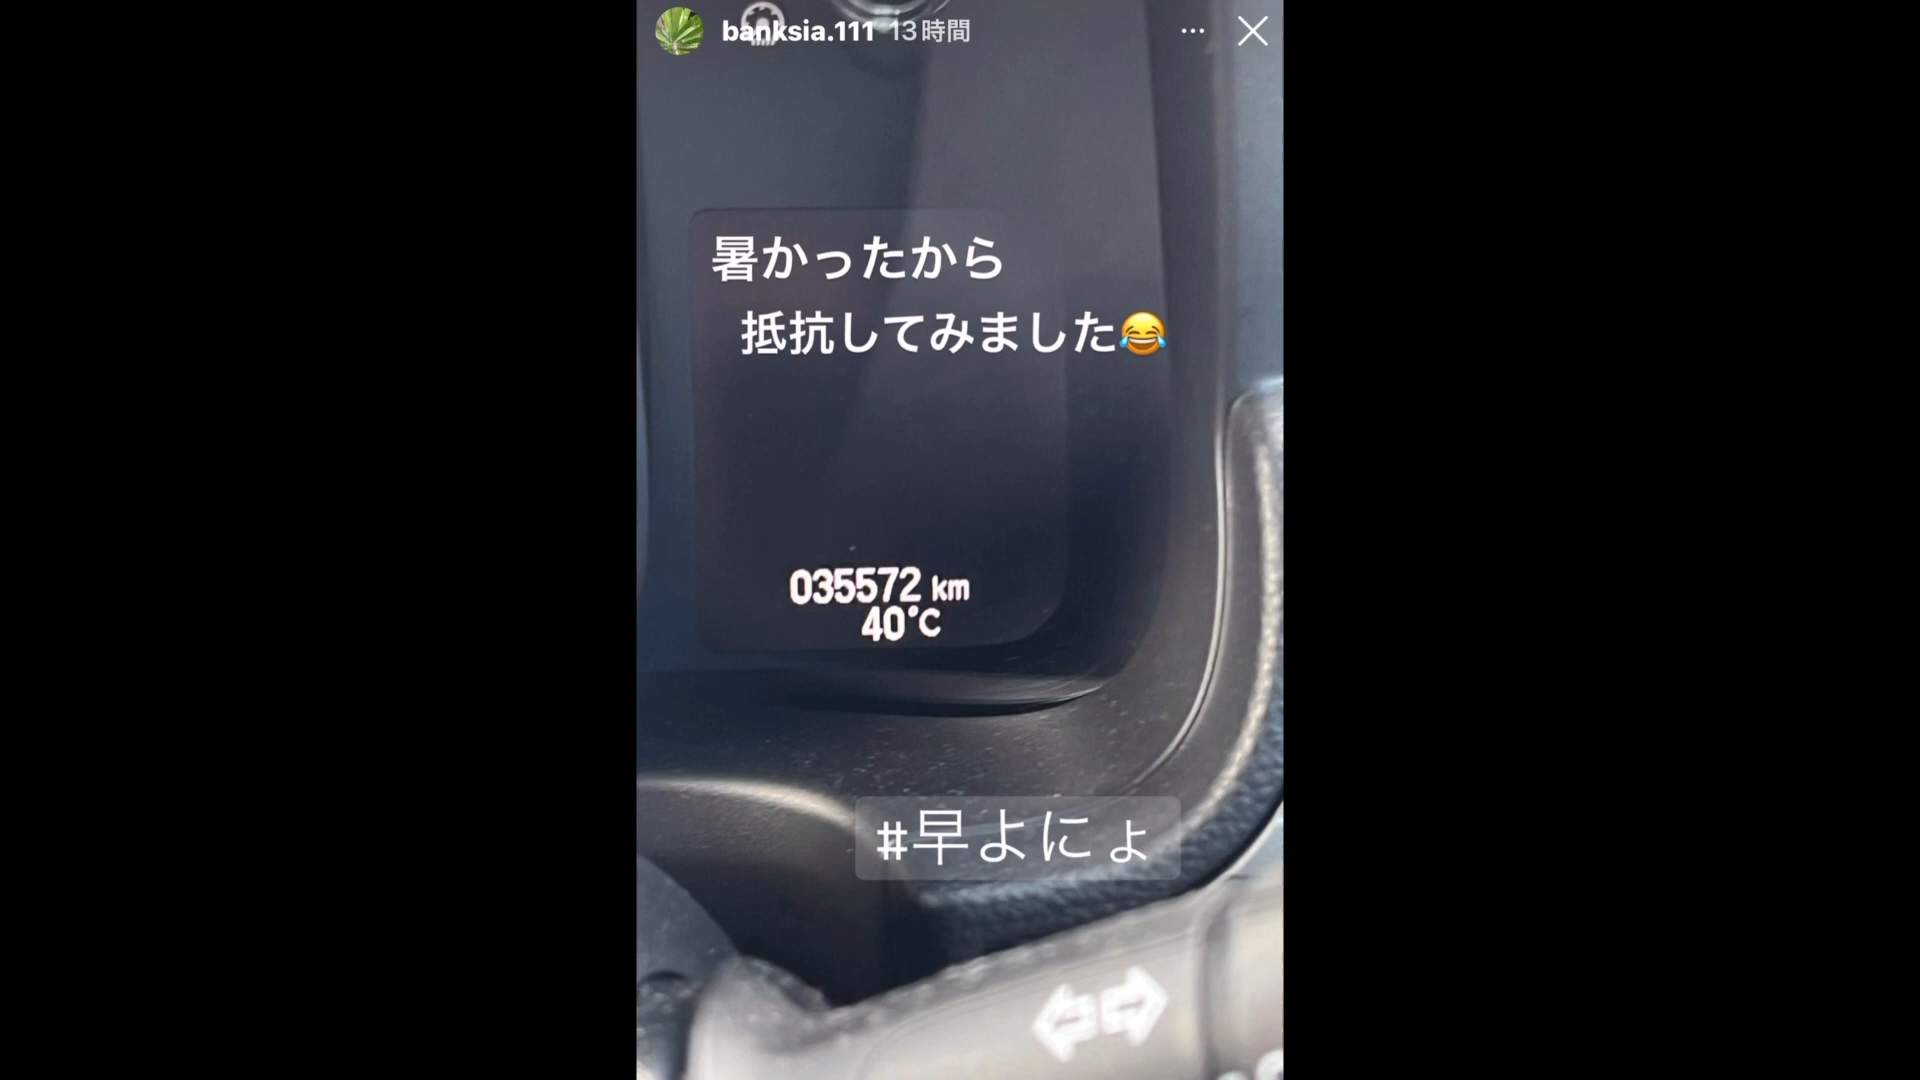 banksia.111 13時間
暑かったから
抵抗してみました😂
035572 km
40°C
#早よにょ